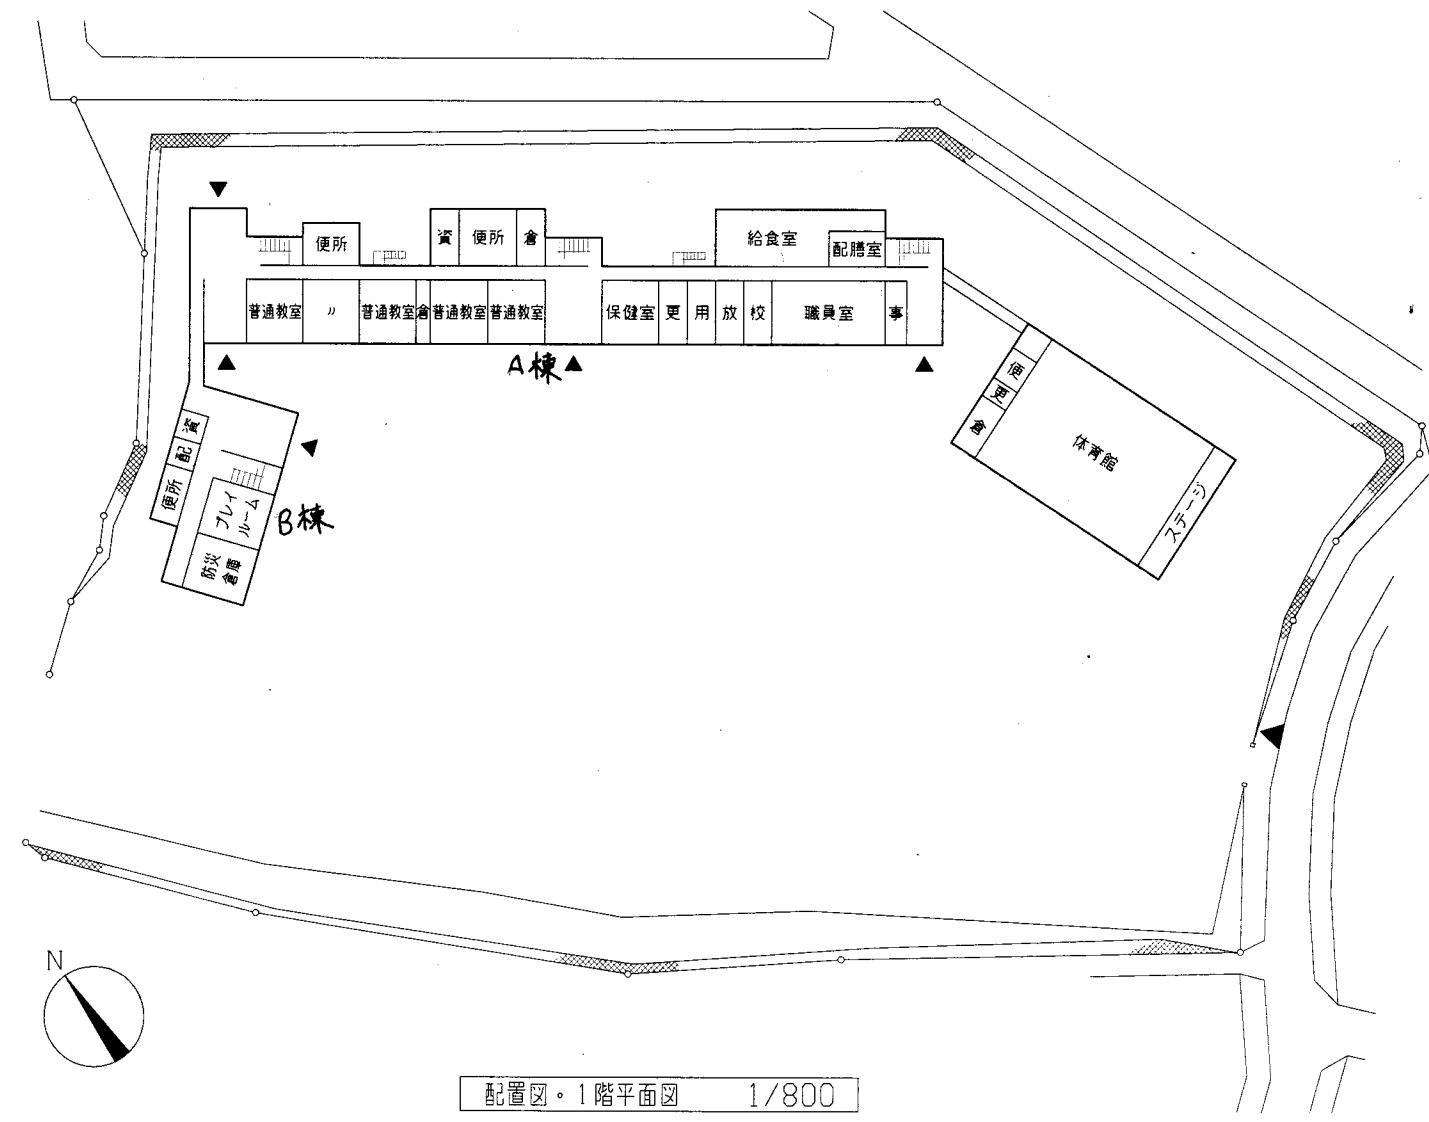 便所
資
便所
倉
給食室
配膳室
普通教室
〃
普通教室
倉
普通教室
普通教室
保健室
更
用
放
校
職員室
事
A棟
便
更
倉
体育館
ステージ
資
配
便所
プレイ
ルーム
B棟
防災
倉庫
N
配置図・1階平面図 1/800